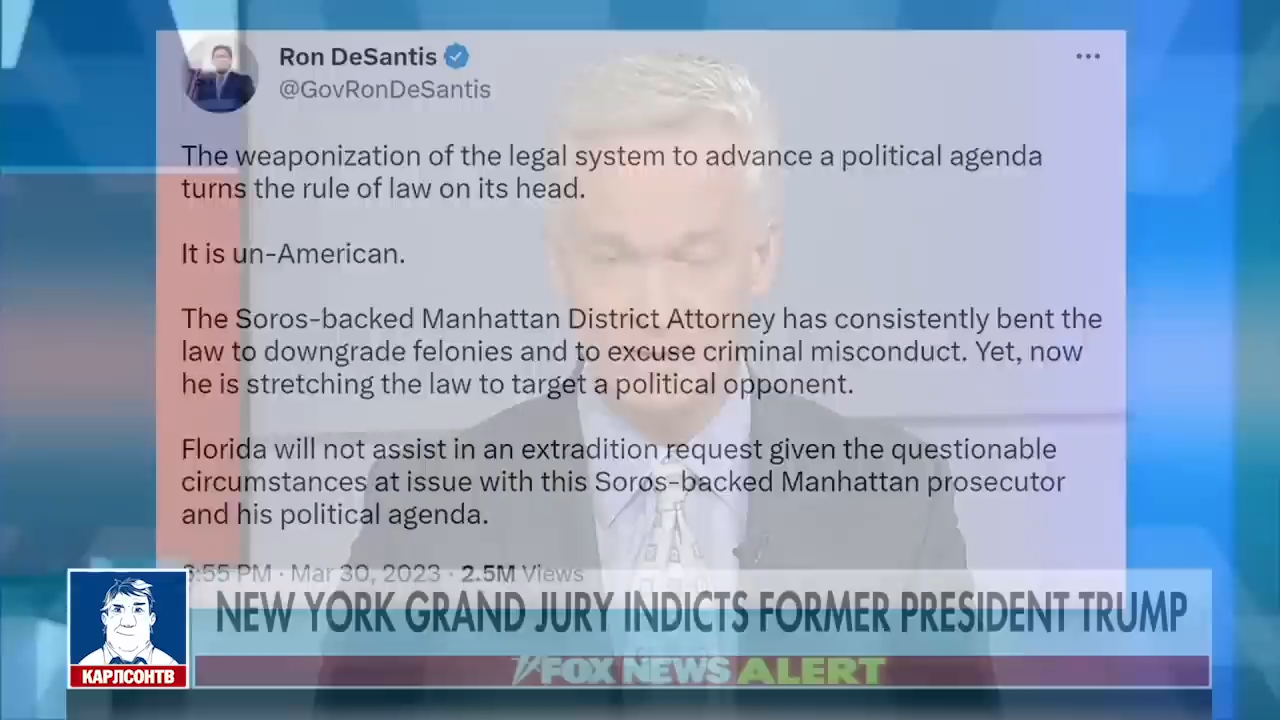 Ron DeSantis
@GovRonDeSantis
The weaponization of the legal system to advance a political agenda
turns the rule of law on its head.
It is un-American.
The Soros-backed Manhattan District Attorney has consistently bent the
law to downgrade felonies and to excuse criminal misconduct. Yet, now
he is stretching the law to target a political opponent.
Florida will not assist in an extradition request given the questionable
circumstances at issue with this Soros-backed Manhattan prosecutor
and his political agenda.
6:55 PM · Mar 30, 2023 · 2.5M Views
NEW YORK GRAND JURY INDICTS FORMER PRESIDENT TRUMP
FOX NEWS ALERT
КАРЛСОНТВ